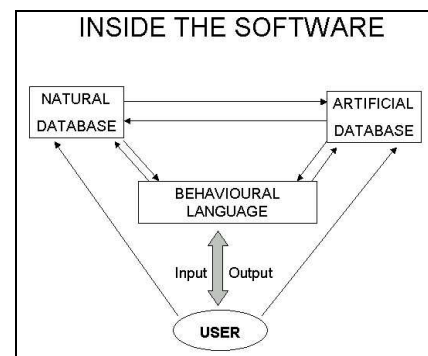 INSIDE THE SOFTWARE
NATURAL
DATABASE
ARTIFICIAL
DATABASE
BEHAVIOURAL
LANGUAGE
Input
Output
USER